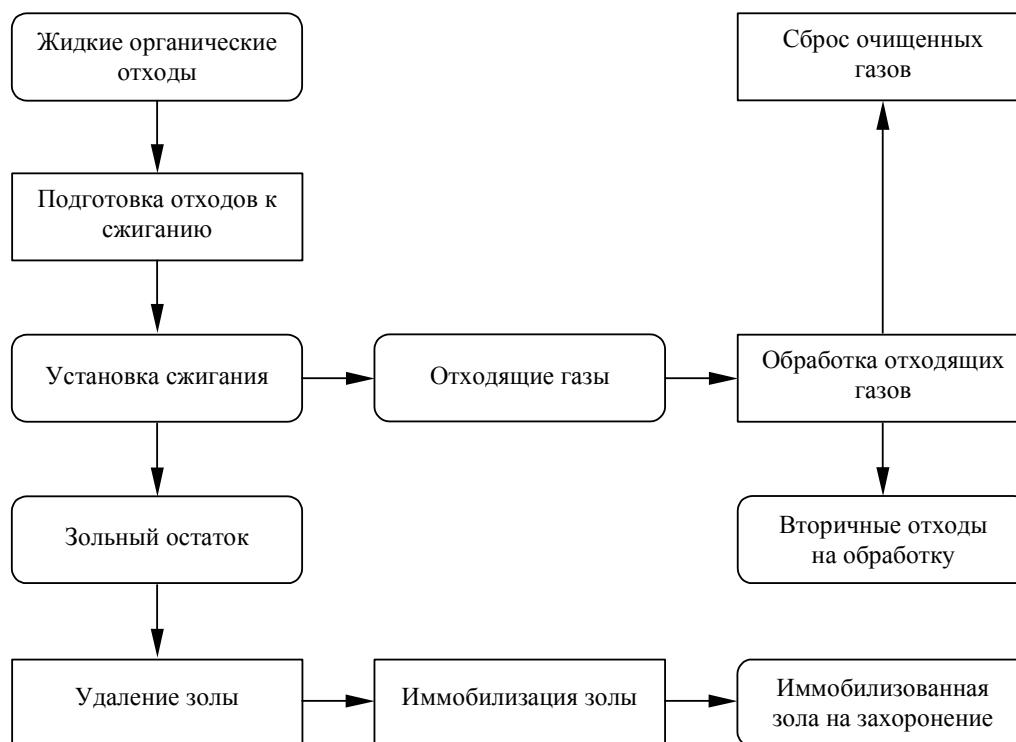 Жидкие органические
отходы
Сброс очищенных
газов
Подготовка отходов к
сжиганию
Установка сжигания
Отходящие газы
Обработка отходящих
газов
Зольный остаток
Вторичные отходы
на обработку
Удаление золы
Иммобилизация золы
Иммобилизованная
зола на захоронение